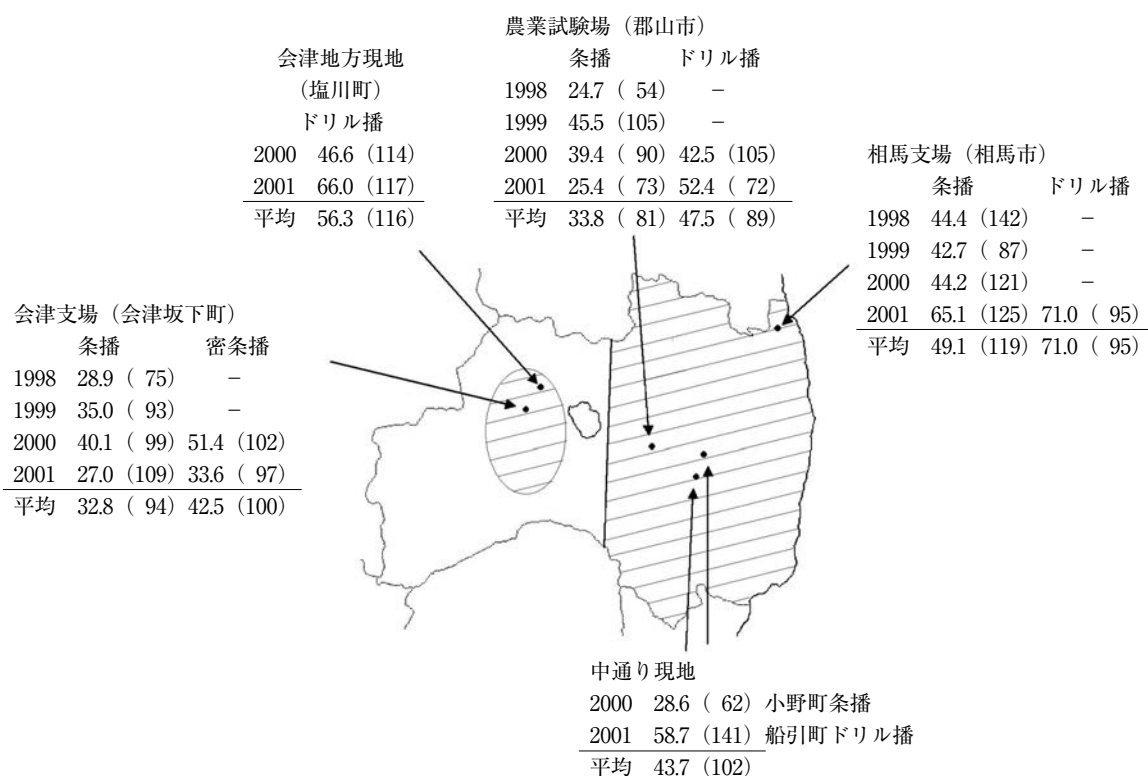 農業試験場（郡山市）
条播 ドリル播
1998 24.7 ( 54) −
1999 45.5 (105) −
2000 39.4 ( 90) 42.5 (105)
2001 25.4 ( 73) 52.4 ( 72)
平均 33.8 ( 81) 47.5 ( 89)
会津地方現地
（塩川町）
ドリル播
2000 46.6 (114)
2001 66.0 (117)
平均 56.3 (116)
相馬支場（相馬市）
条播 ドリル播
1998 44.4 (142) −
1999 42.7 ( 87) −
2000 44.2 (121) −
2001 65.1 (125) 71.0 ( 95)
平均 49.1 (119) 71.0 ( 95)
会津支場（会津坂下町）
条播 密条播
1998 28.9 ( 75) −
1999 35.0 ( 93) −
2000 40.1 ( 99) 51.4 (102)
2001 27.0 (109) 33.6 ( 97)
平均 32.8 ( 94) 42.5 (100)
中通り現地
2000 28.6 ( 62) 小野町条播
2001 58.7 (141) 船引町ドリル播
平均 43.7 (102)